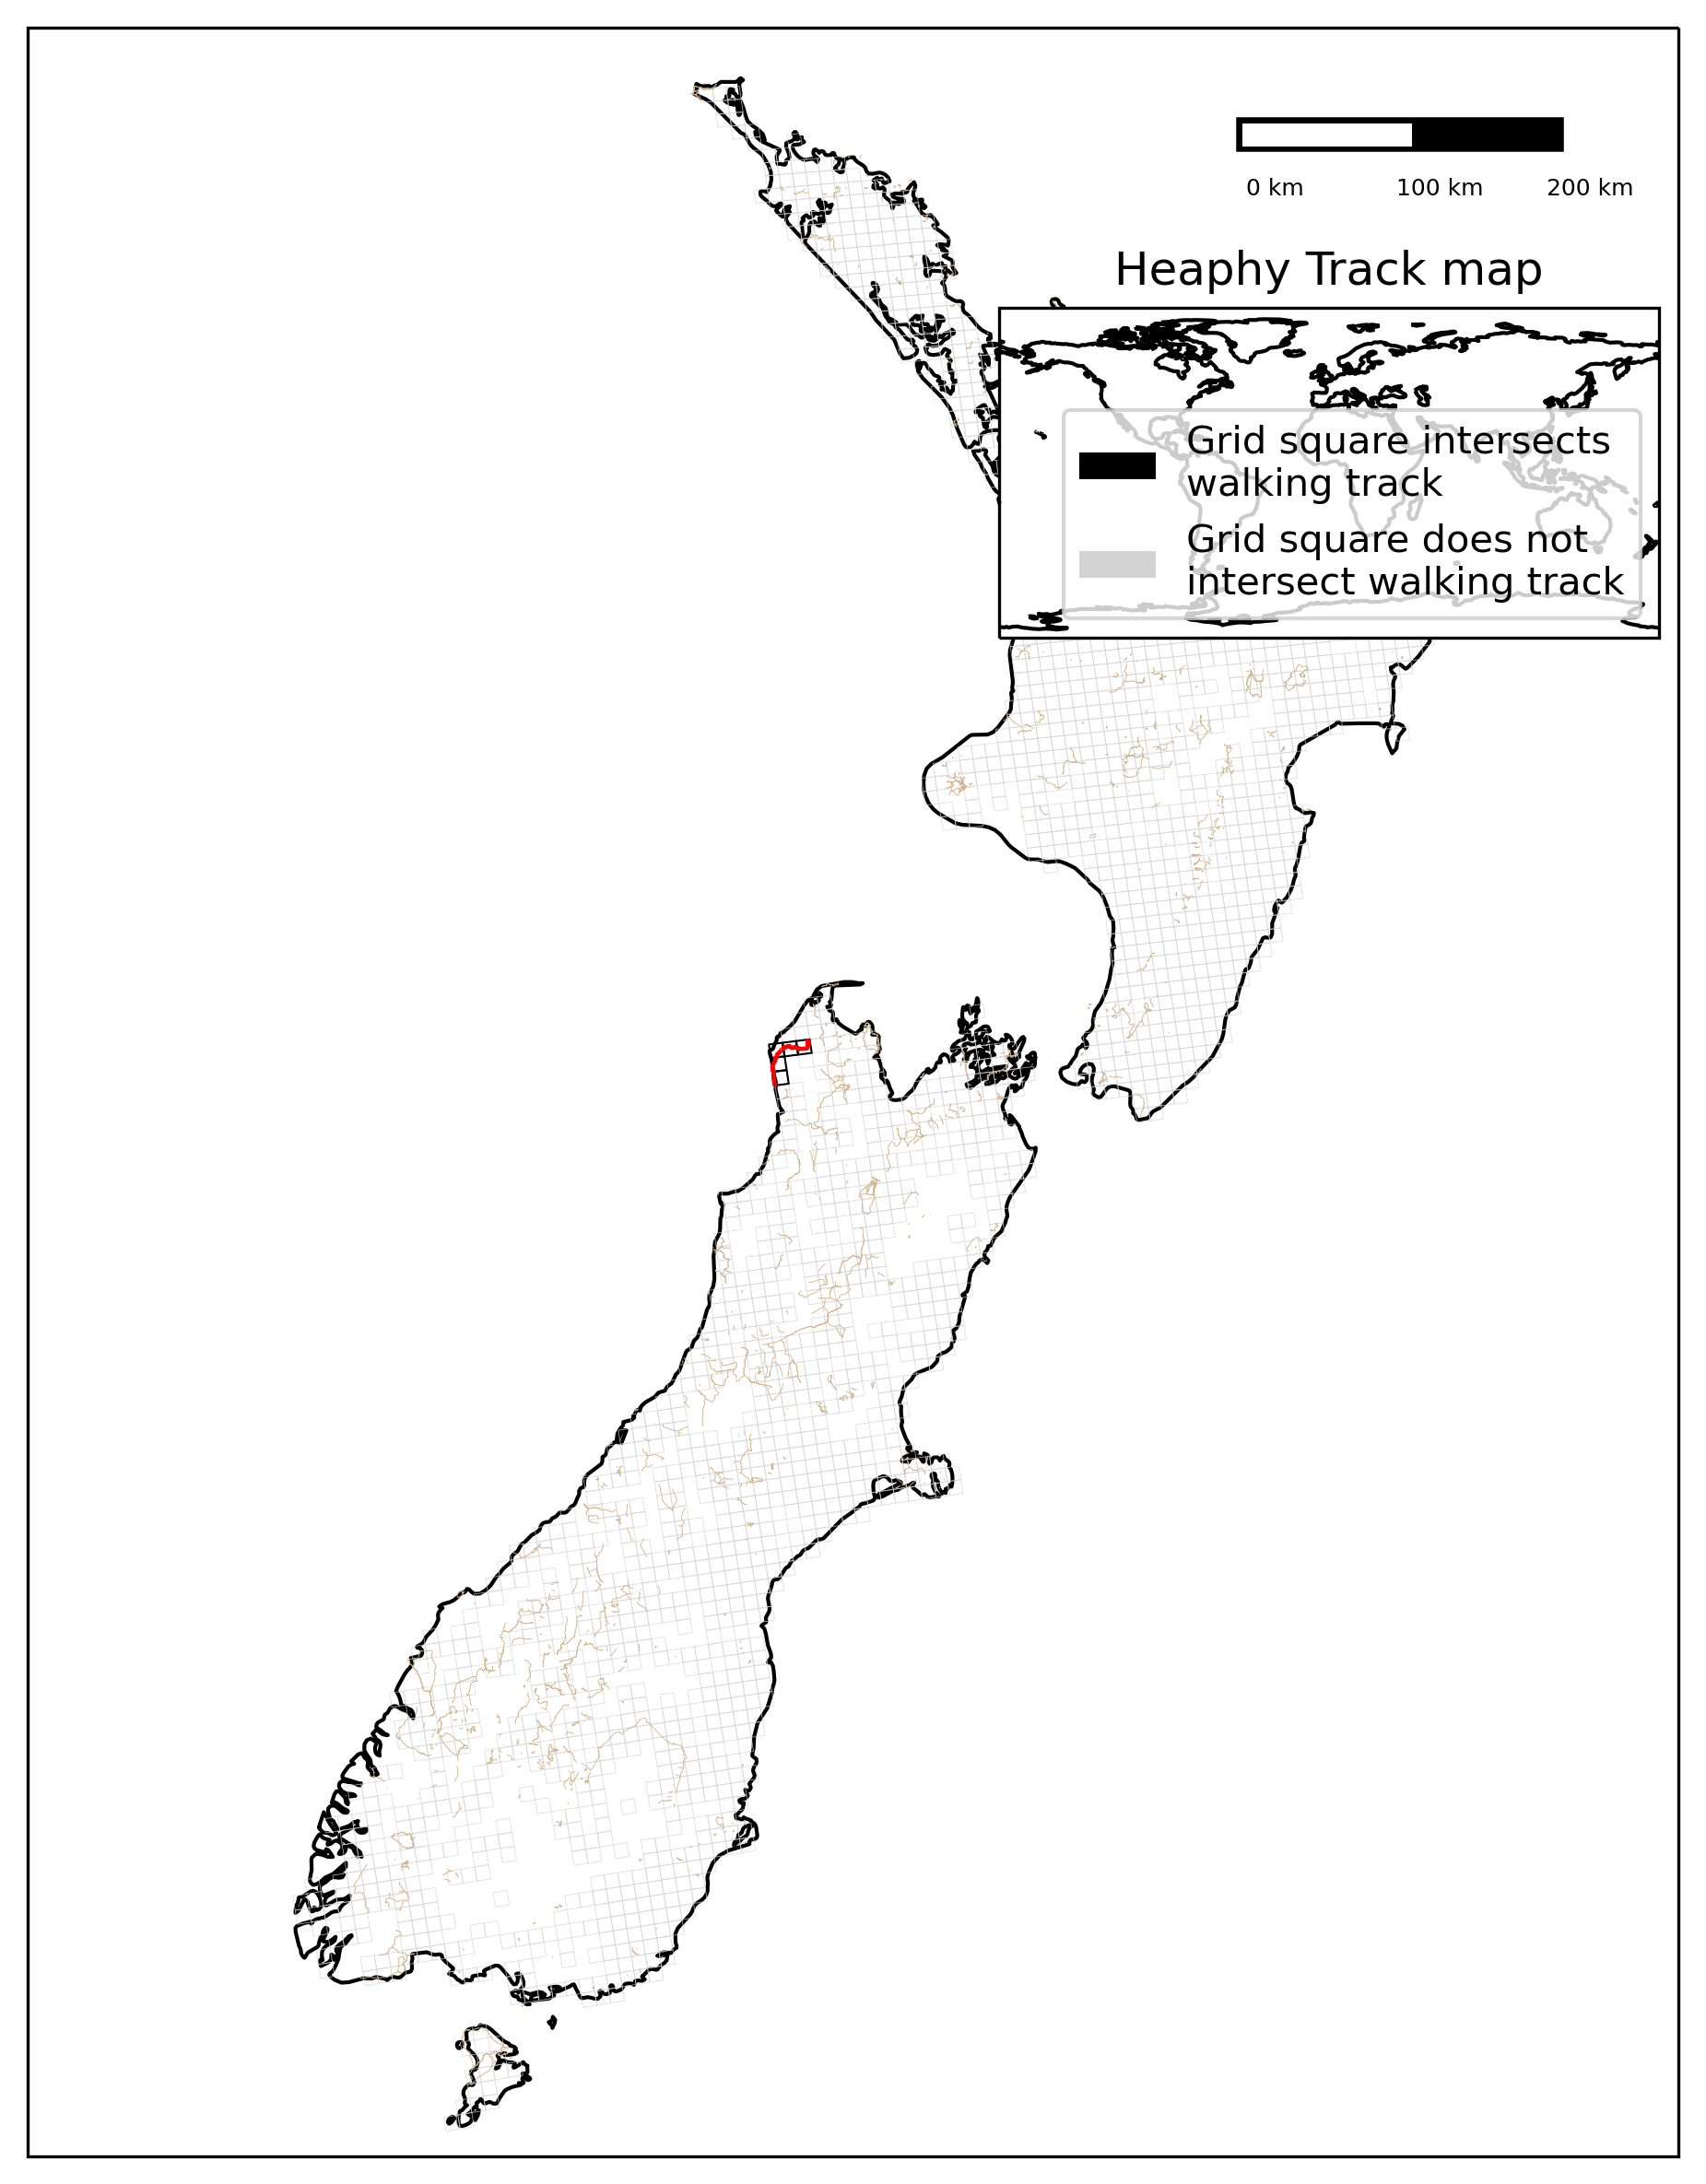 0 km 100 km 200 km
Heaphy Track map
Grid square intersects
walking track
Grid square does not
intersect walking track